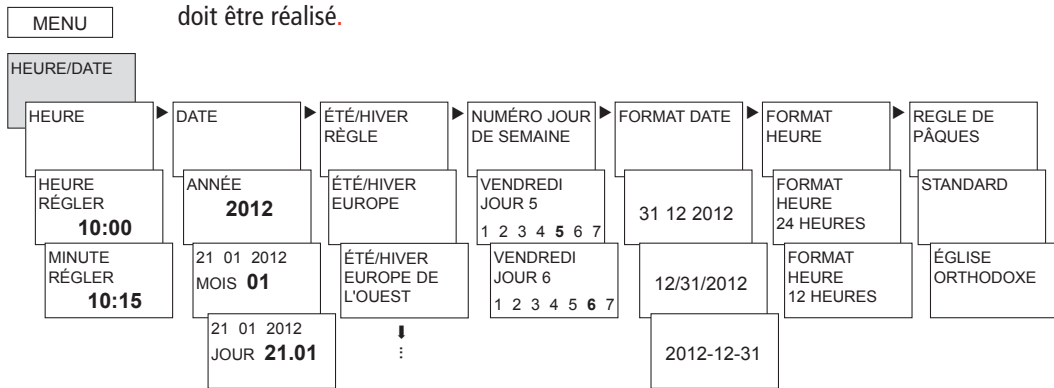 doit être réalisé.
MENU
HEURE/DATE
HEURE
DATE
ÉTÉ/HIVER
RÈGLE
NUMÉRO JOUR
DE SEMAINE
FORMAT DATE
FORMAT
HEURE
REGLE DE
PÂQUES
HEURE
RÉGLER
10:00
ANNÉE
2012
ÉTÉ/HIVER
EUROPE
VENDREDI
JOUR 5
1 2 3 4 5 6 7
31 12 2012
FORMAT
HEURE
24 HEURES
STANDARD
MINUTE
RÉGLER
10:15
21 01 2012
MOIS 01
ÉTÉ/HIVER
EUROPE DE
L'OUEST
VENDREDI
JOUR 6
1 2 3 4 5 6 7
12/31/2012
FORMAT
HEURE
12 HEURES
ÉGLISE
ORTHODOXE
21 01 2012
JOUR 21.01
2012-12-31